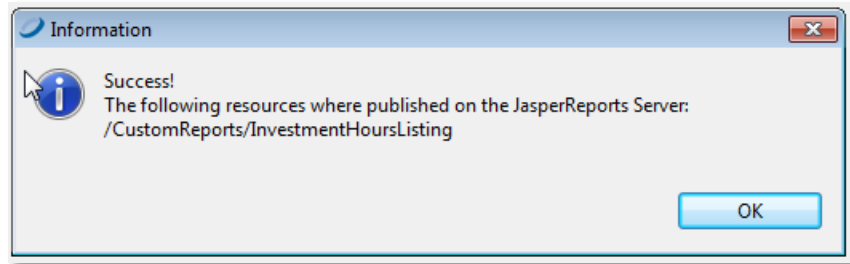 Information
Success!
The following resources where published on the JasperReports Server:
/CustomReports/InvestmentHoursListing
OK